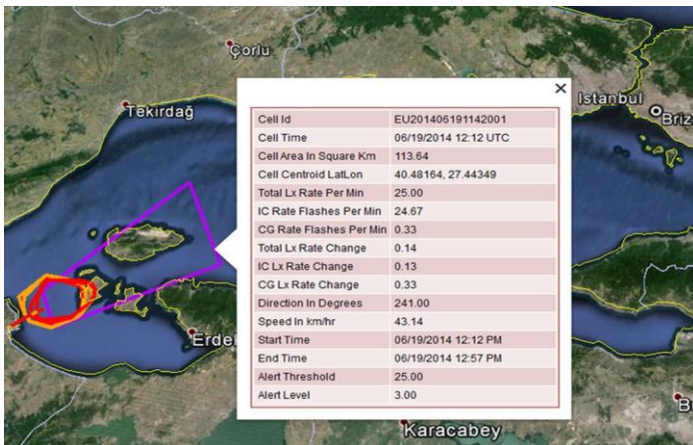 Çorlu
Istanbul
Tekirdağ
Briz
Cell Id EU201406191142001
Cell Time 06/19/2014 12:12 UTC
Cell Area In Square Km 113.64
Cell Centroid LatLon 40.48164, 27.44349
Total Lx Rate Per Min 25.00
IC Rate Flashes Per Min 24.67
CG Rate Flashes Per Min 0.33
Total Lx Rate Change 0.14
IC Lx Rate Change 0.13
CG Lx Rate Change 0.33
Direction In Degrees 241.00
Speed In km/hr 43.14
Start Time 06/19/2014 12:12 PM
End Time 06/19/2014 12:57 PM
Alert Threshold 25.00
Alert Level 3.00
Erdek
B
Karacabey